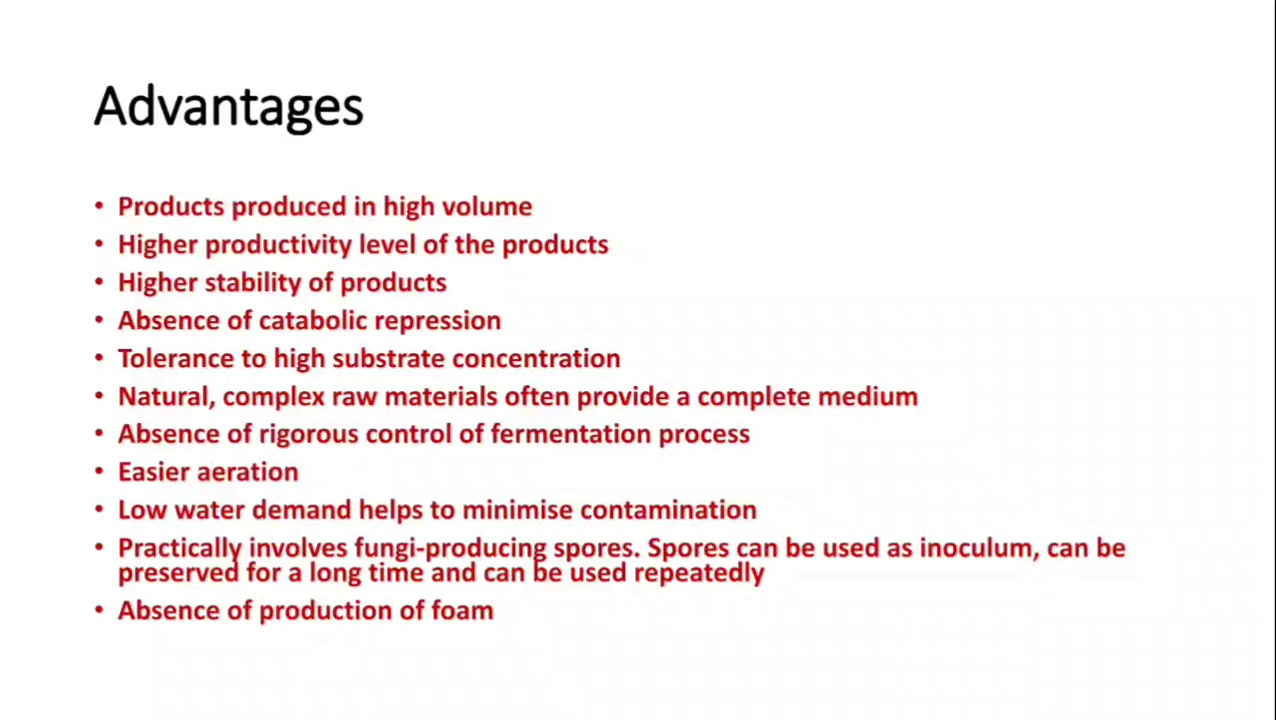 Advantages
• Products produced in high volume
• Higher productivity level of the products
• Higher stability of products
• Absence of catabolic repression
• Tolerance to high substrate concentration
• Natural, complex raw materials often provide a complete medium
• Absence of rigorous control of fermentation process
• Easier aeration
• Low water demand helps to minimise contamination
• Practically involves fungi-producing spores. Spores can be used as inoculum, can be
preserved for a long time and can be used repeatedly
• Absence of production of foam